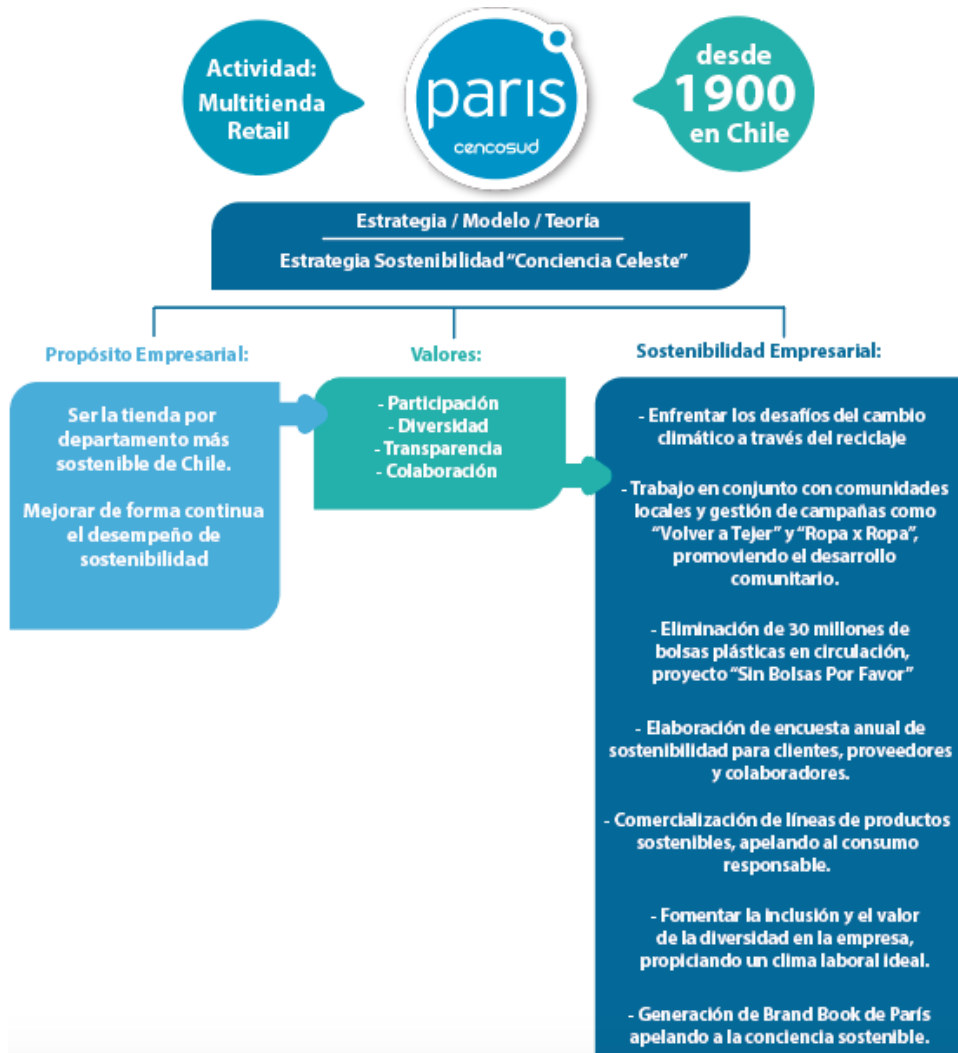 Actividad:
Multitienda
Retail
paris
cencosud
desde
1900
en Chile
Estrategia / Modelo / Teoría
Estrategia Sostenibilidad “Conciencia Celeste”
Propósito Empresarial:
Ser la tienda por
departamento más
sostenible de Chile.
Mejorar de forma continua
el desempeño de
sostenibilidad
Valores:
- Participación
- Diversidad
- Transparencia
- Colaboración
Sostenibilidad Empresarial:
- Enfrentar los desafíos del cambio
climático a través del reciclaje
- Trabajo en conjunto con comunidades
locales y gestión de campañas como
“Volver a Tejer” y “Ropa x Ropa”,
promoviendo el desarrollo
comunitario.
- Eliminación de 30 millones de
bolsas plásticas en circulación,
proyecto “Sin Bolsas Por Favor”
- Elaboración de encuesta anual de
sostenibilidad para clientes, proveedores
y colaboradores.
- Comercialización de líneas de productos
sostenibles, apelando al consumo
responsable.
- Fomentar la inclusión y el valor
de la diversidad en la empresa,
propiciando un clima laboral ideal.
- Generación de Brand Book de París
apelando a la conciencia sostenible.